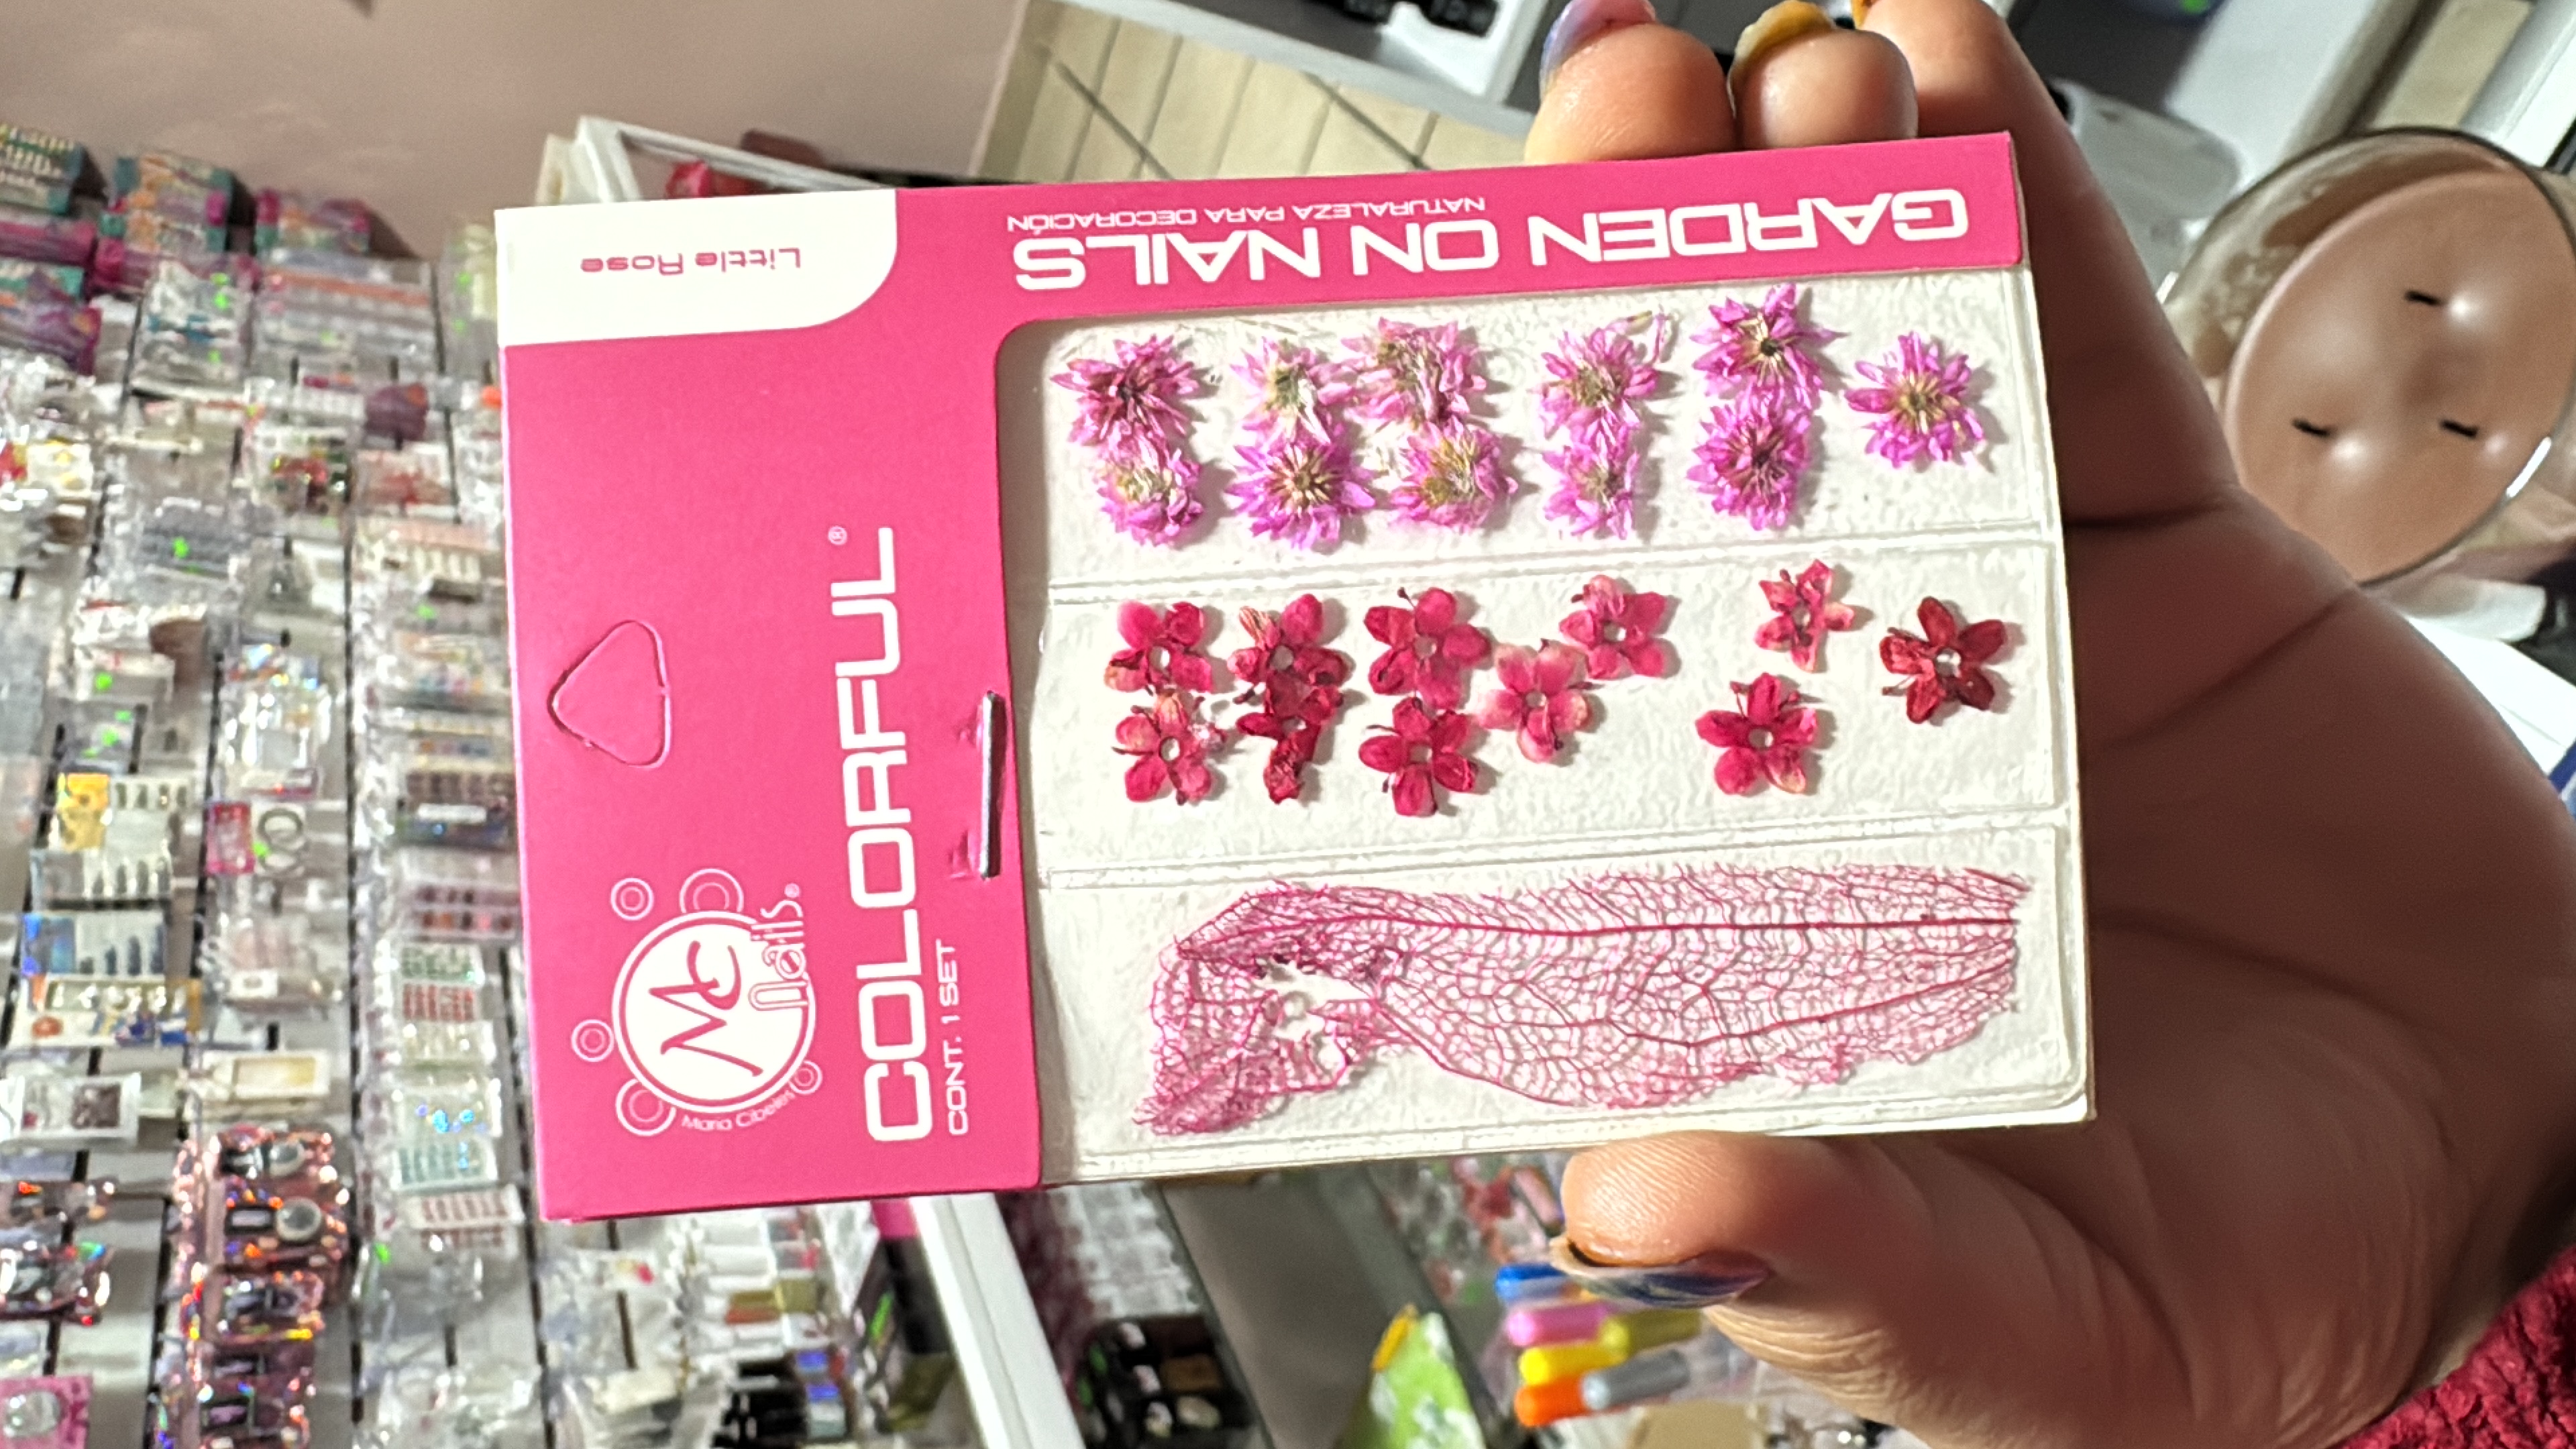 Mc
nails®
Maria Cibeles
COLORFUL®
CONT. 1 SET
GARDEN ON NAILS
NATURALEZA PARA DECORACIÓN
Little Rose